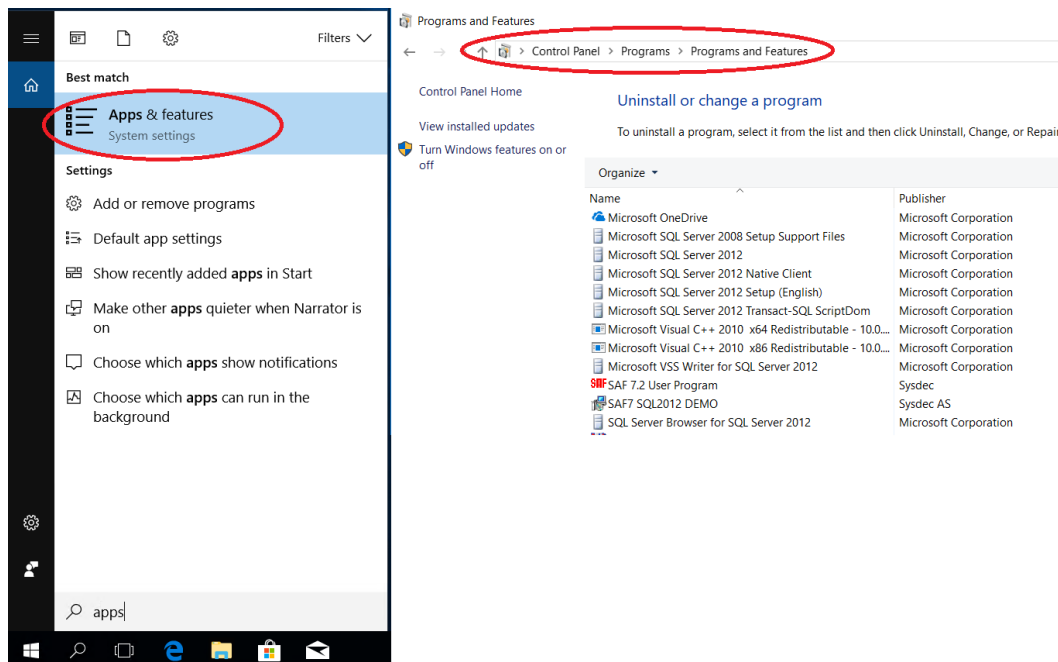 Filters
Best match
Apps & features
System settings
Settings
Add or remove programs
Default app settings
Show recently added apps in Start
Make other apps quieter when Narrator is
on
Choose which apps show notifications
Choose which apps can run in the
background
apps
Programs and Features
Control Panel > Programs > Programs and Features
Control Panel Home
View installed updates
Turn Windows features on or
off
Uninstall or change a program
To uninstall a program, select it from the list and then click Uninstall, Change, or Repair
Organize
Name Publisher
Microsoft OneDrive Microsoft Corporation
Microsoft SQL Server 2008 Setup Support Files Microsoft Corporation
Microsoft SQL Server 2012 Microsoft Corporation
Microsoft SQL Server 2012 Native Client Microsoft Corporation
Microsoft SQL Server 2012 Setup (English) Microsoft Corporation
Microsoft SQL Server 2012 Transact-SQL ScriptDom Microsoft Corporation
Microsoft Visual C++ 2010 x64 Redistributable - 10.0.... Microsoft Corporation
Microsoft Visual C++ 2010 x86 Redistributable - 10.0.... Microsoft Corporation
Microsoft VSS Writer for SQL Server 2012 Microsoft Corporation
SAF SAF 7.2 User Program Sysdec
SAF7 SQL2012 DEMO Sysdec AS
SQL Server Browser for SQL Server 2012 Microsoft Corporation